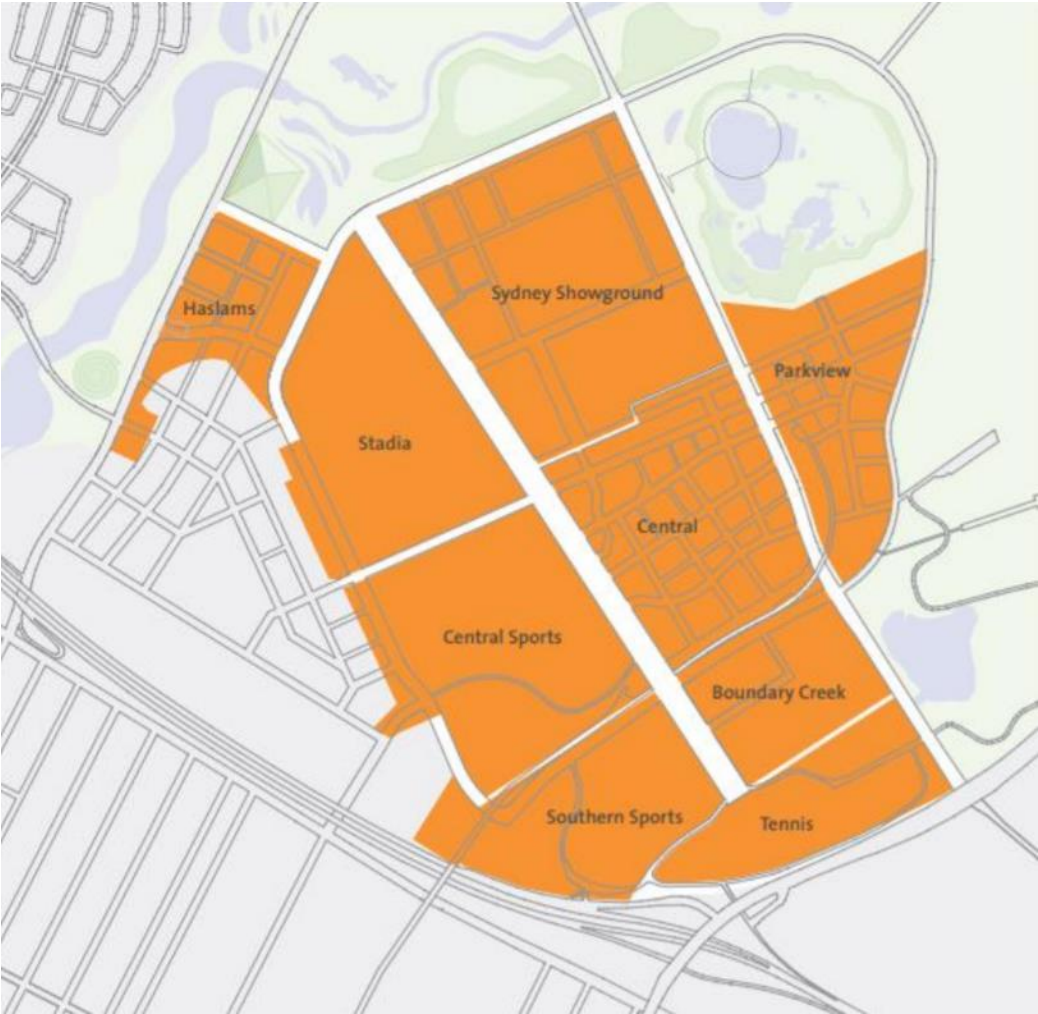 Sydney Showground
Haslams
Parkview
Stadia
Central
Central Sports
Boundary Creek
Southern Sports
Tennis